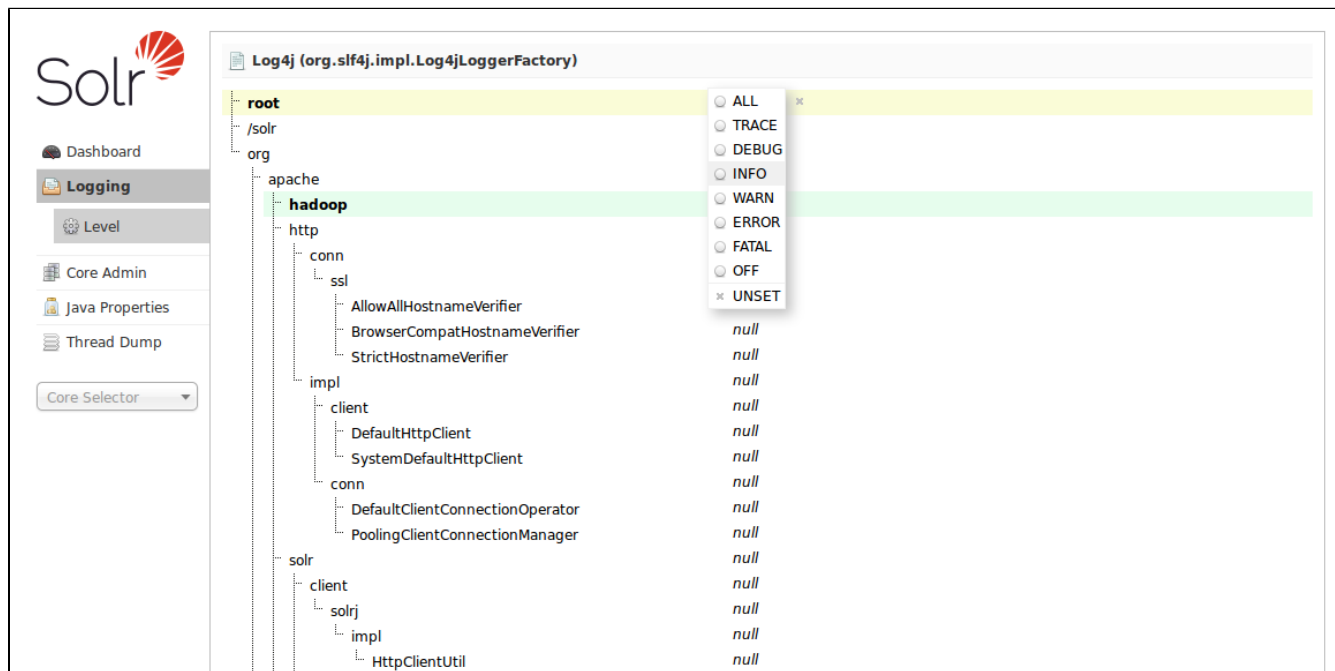 Solr
Dashboard
Logging
Level
Core Admin
Java Properties
Thread Dump
Core Selector
Log4j (org.slf4j.impl.Log4jLoggerFactory)
root
/solr
org
apache
hadoop
http
conn
ssl
AllowAllHostnameVerifier
ALL
TRACE
DEBUG
INFO
WARN
ERROR
FATAL
OFF
UNSET
BrowserCompatHostnameVerifier null
StrictHostnameVerifier null
impl null
client null
DefaultHttpClient null
SystemDefaultHttpClient null
conn null
DefaultClientConnectionOperator null
PoolingClientConnectionManager null
solr null
client null
solrj null
impl null
HttpClientUtil null